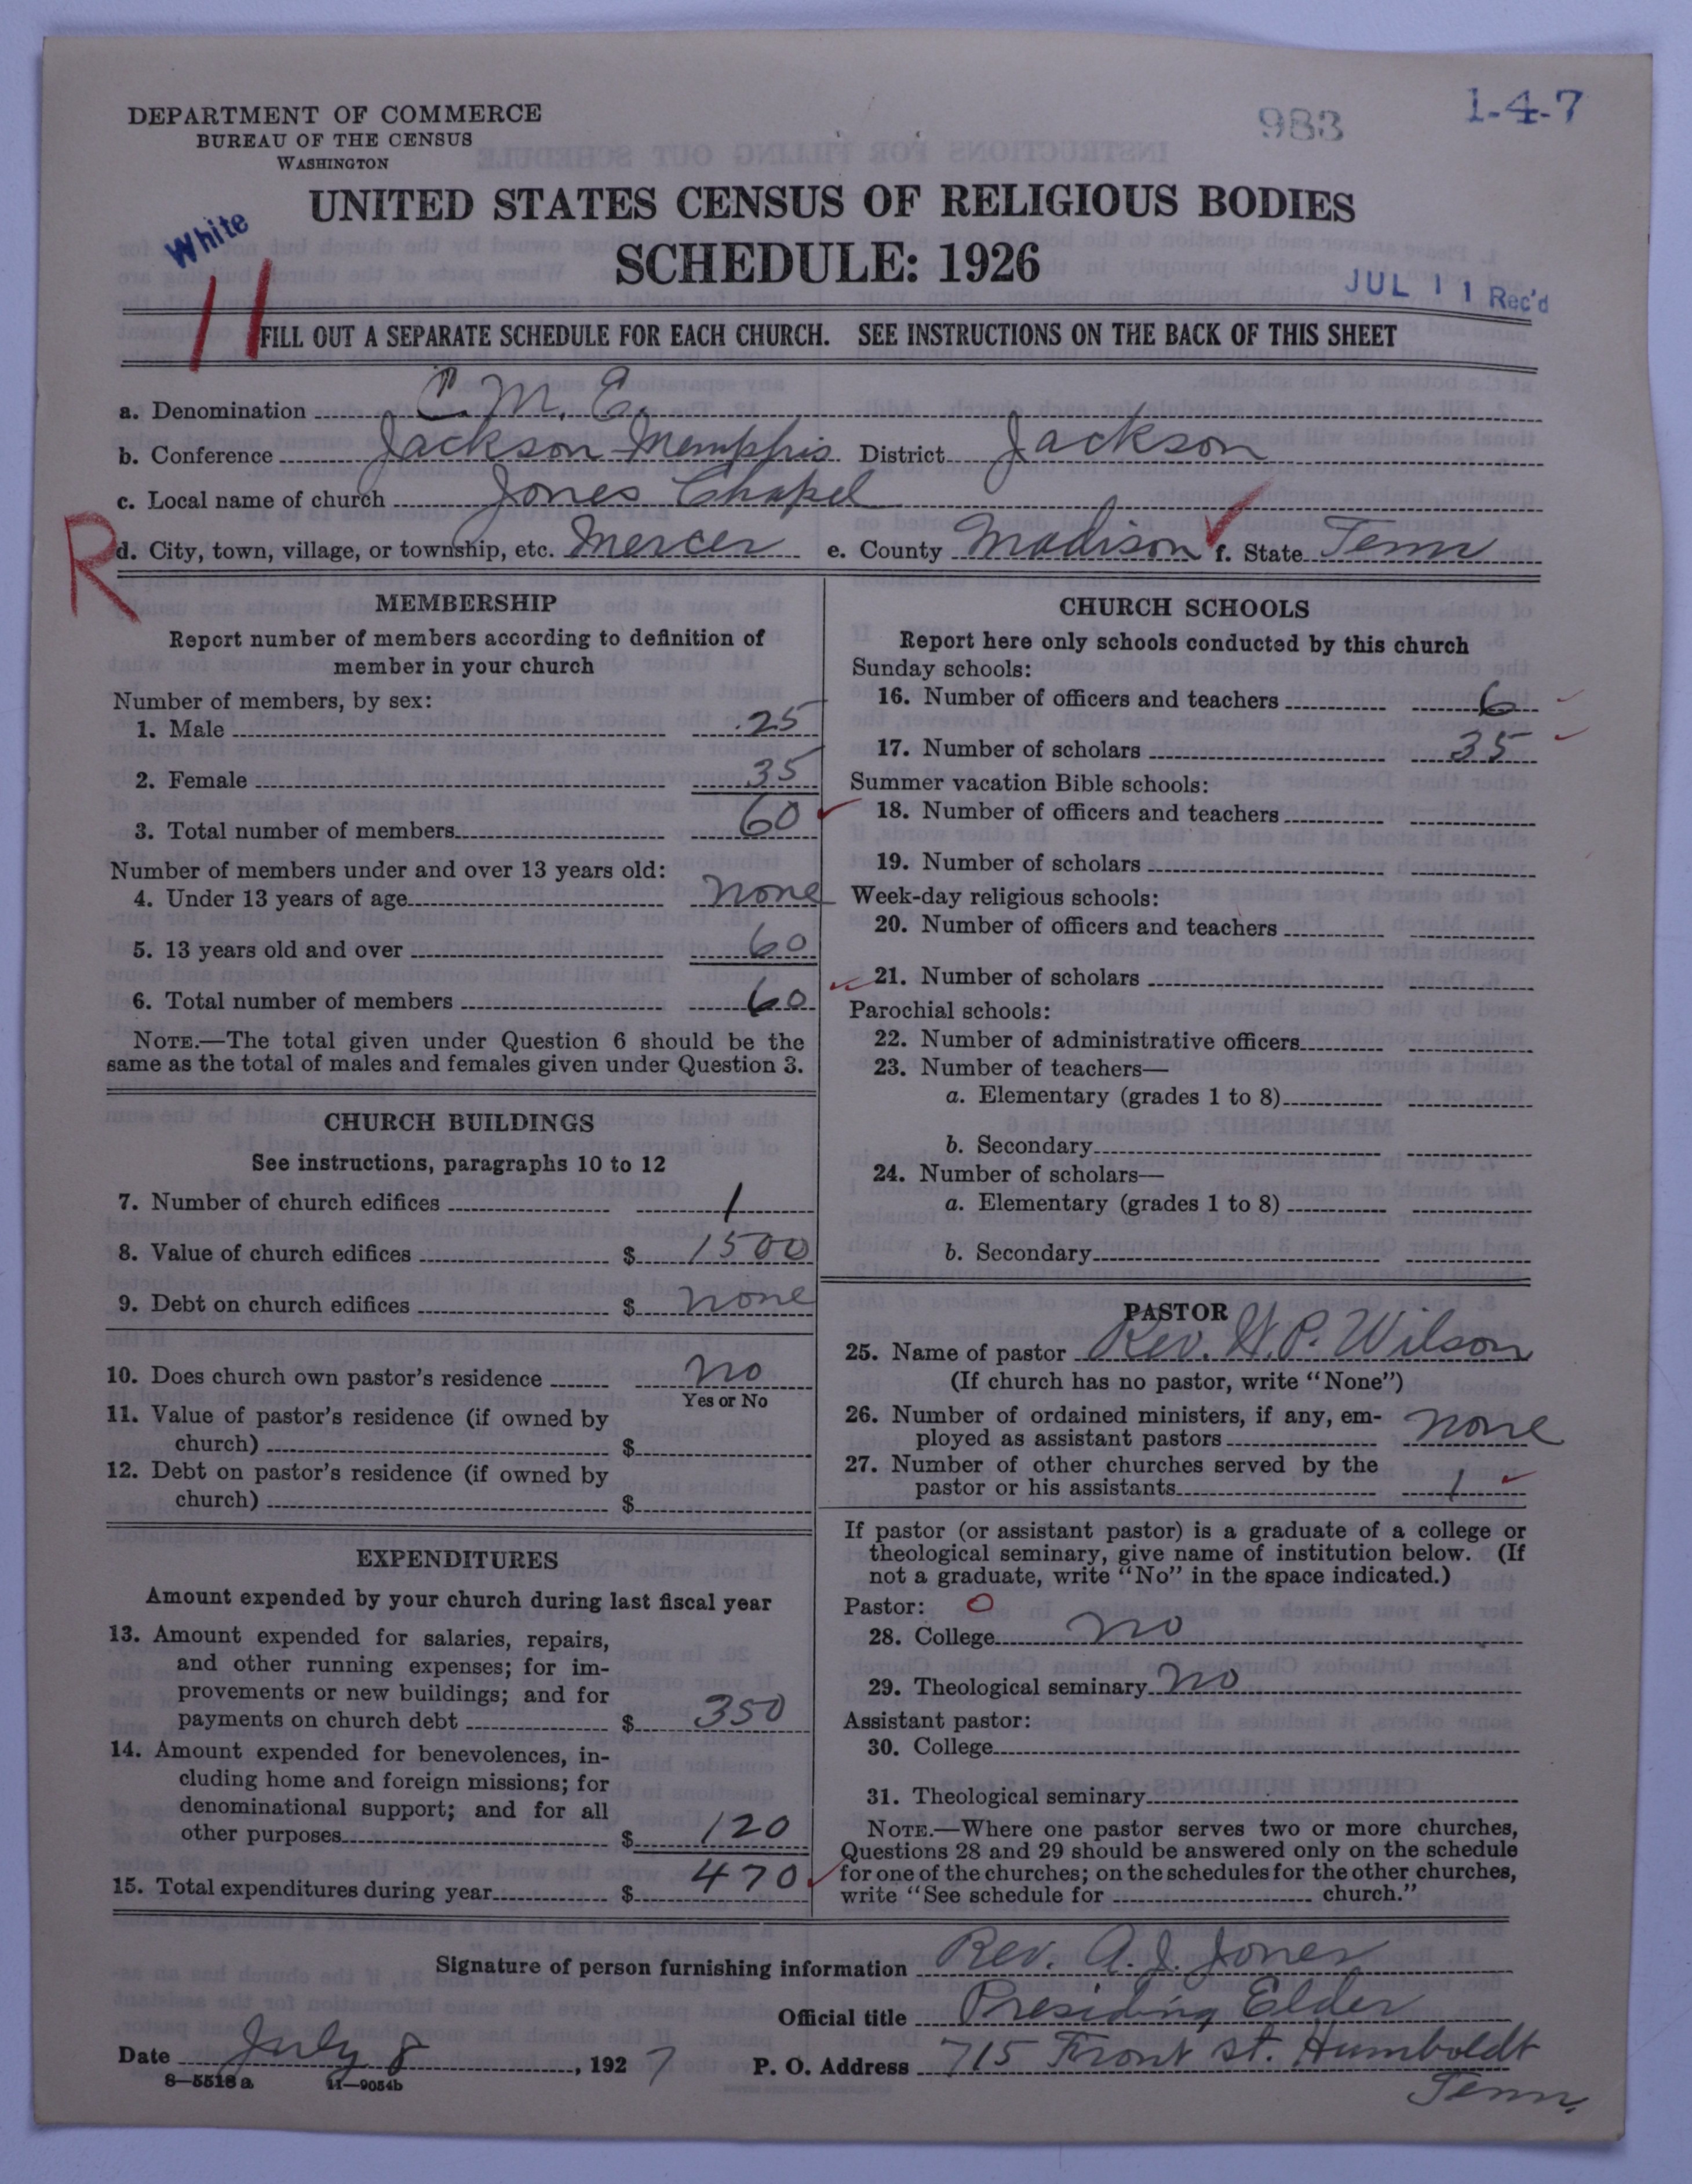 DEPARTMENT OF COMMERCE
BUREAU OF THE CENSUS
WASHINGTON
983
1-4-7
UNITED STATES CENSUS OF RELIGIOUS BODIES
White
SCHEDULE: 1926
JUL 11 Rec'd
FILL OUT A SEPARATE SCHEDULE FOR EACH CHURCH. SEE INSTRUCTIONS ON THE BACK OF THIS SHEET
a. Denomination C. M. E.
b. Conference Jackson-Memphis District Jackson
c. Local name of church Jones Chapel
R
d. City, town, village, or township, etc. Mercer e. County Madison f. State Tenn
MEMBERSHIP
Report number of members according to definition of
member in your church
Number of members, by sex:
1. Male 25
2. Female 35
3. Total number of members 60
Number of members under and over 13 years old:
4. Under 13 years of age none
5. 13 years old and over 60
6. Total number of members 60
NOTE.—The total given under Question 6 should be the
same as the total of males and females given under Question 3.
CHURCH BUILDINGS
See instructions, paragraphs 10 to 12
7. Number of church edifices 1
8. Value of church edifices $ 1500
9. Debt on church edifices $ none
10. Does church own pastor's residence no
Yes or No
11. Value of pastor's residence (if owned by
church) $
12. Debt on pastor's residence (if owned by
church) $
EXPENDITURES
Amount expended by your church during last fiscal year
13. Amount expended for salaries, repairs,
and other running expenses; for im-
provements or new buildings; and for
payments on church debt $ 350
14. Amount expended for benevolences, in-
cluding home and foreign missions; for
denominational support; and for all
other purposes $ 120
15. Total expenditures during year $ 470
CHURCH SCHOOLS
Report here only schools conducted by this church
Sunday schools:
16. Number of officers and teachers 6
17. Number of scholars 35
Summer vacation Bible schools:
18. Number of officers and teachers
19. Number of scholars
Week-day religious schools:
20. Number of officers and teachers
21. Number of scholars
Parochial schools:
22. Number of administrative officers
23. Number of teachers—
a. Elementary (grades 1 to 8)
b. Secondary
24. Number of scholars—
a. Elementary (grades 1 to 8)
b. Secondary
PASTOR
25. Name of pastor Rev. W. P. Wilson
(If church has no pastor, write "None")
26. Number of ordained ministers, if any, em-
ployed as assistant pastors none
27. Number of other churches served by the
pastor or his assistants 1
If pastor (or assistant pastor) is a graduate of a college or
theological seminary, give name of institution below. (If
not a graduate, write "No" in the space indicated.)
Pastor: O
28. College no
29. Theological seminary no
Assistant pastor:
30. College
31. Theological seminary
NOTE.—Where one pastor serves two or more churches,
Questions 28 and 29 should be answered only on the schedule
for one of the churches; on the schedules for the other churches,
write "See schedule for church."
Signature of person furnishing information Rev. A. J. Jones
Official title Presiding Elder
Date July 8, 1927 P. O. Address 715 Front St. Humboldt
Tenn.
8—5518 a 11—9054b